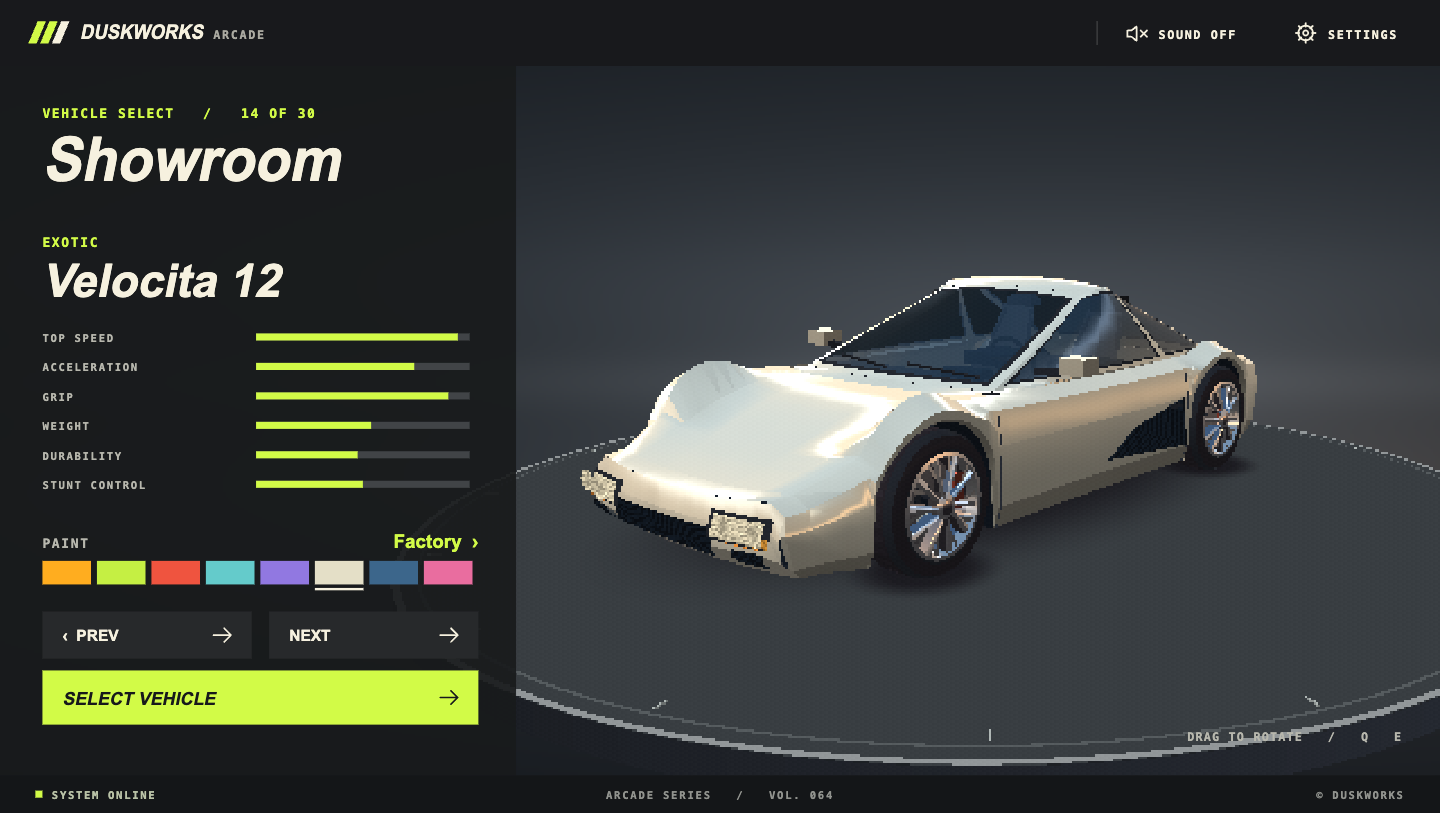 DUSKWORKS ARCADE
SOUND OFF
SETTINGS
VEHICLE SELECT / 14 OF 30
Showroom
EXOTIC
Velocita 12
TOP SPEED
ACCELERATION
GRIP
WEIGHT
DURABILITY
STUNT CONTROL
PAINT
Factory ›
‹ PREV →
NEXT →
SELECT VEHICLE →
DRAG TO ROTATE / Q E
SYSTEM ONLINE
ARCADE SERIES / VOL. 064
© DUSKWORKS